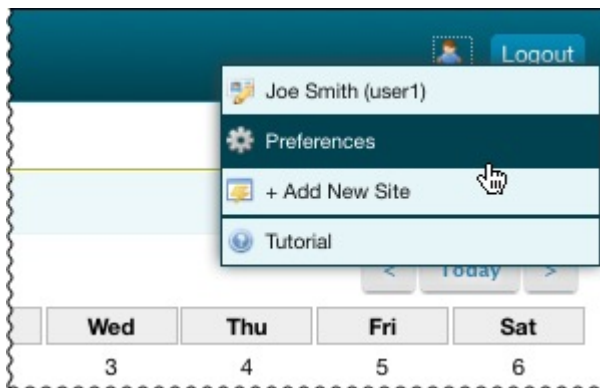 Logout
Joe Smith (user1)
Preferences
+ Add New Site
Tutorial
< Today >
Wed Thu Fri Sat
3 4 5 6